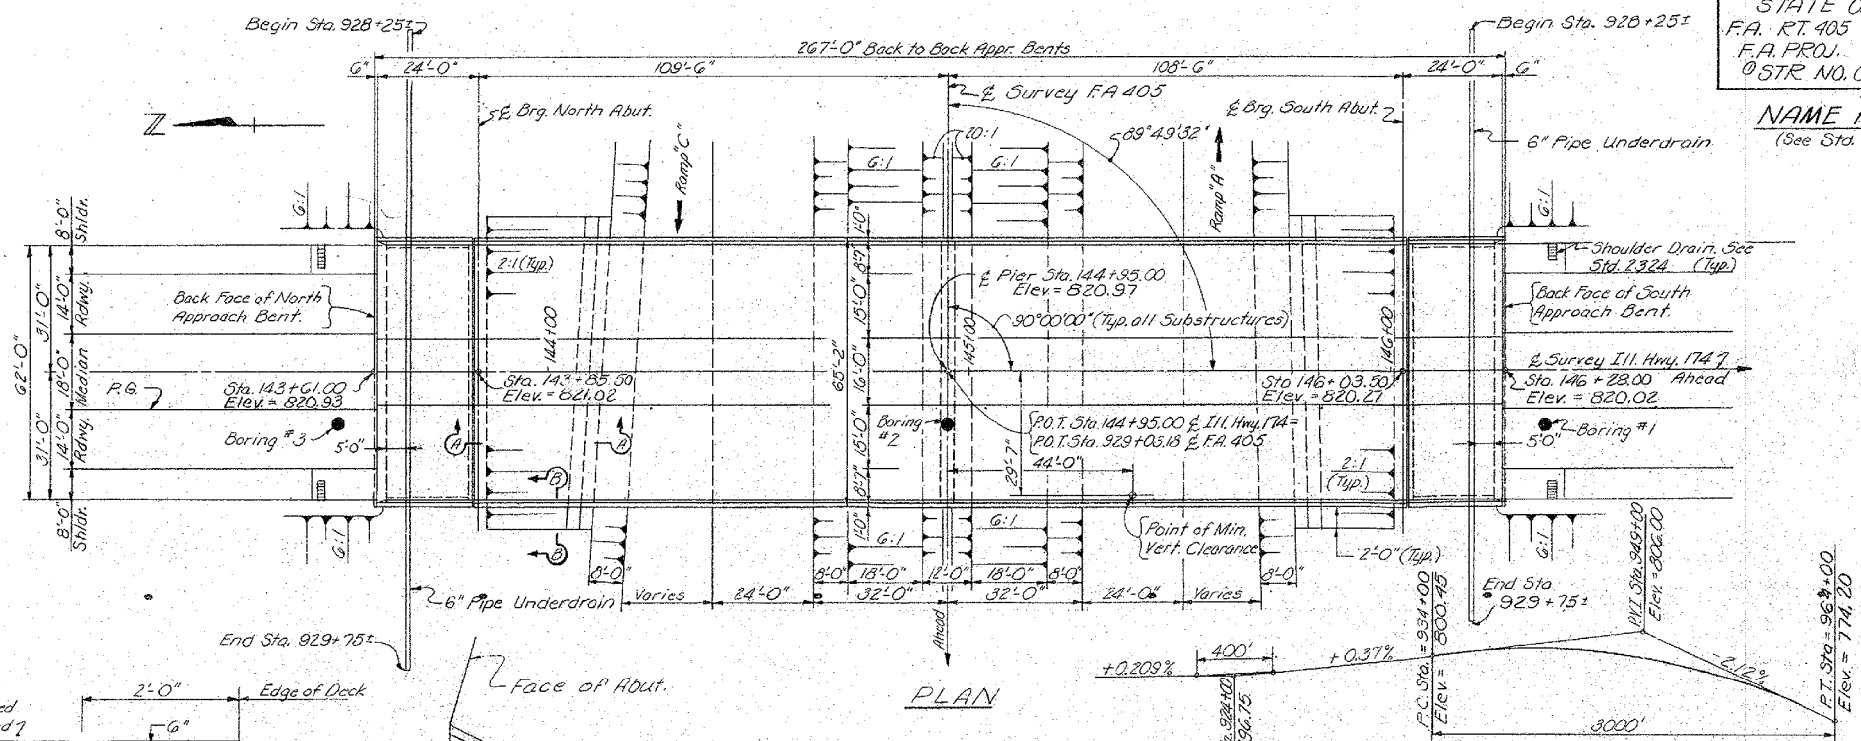 Begin Sta. 928+25±
Begin Sta. 928+25±
STATE
F.A. RT. 405
F.A. PROJ.
STR. NO.
NAME
(See Std.
267'-0" Back to Back Appr. Bents
6"
24'-0"
109'-6"
108'-6"
24'-0"
6"
℄ Survey F.A 405
℄ Brg. North Abut.
℄ Brg. South Abut.
Z
Ramp "C"
20:1
6:1
6:1
89°49'32"
Ramp "A"
6" Pipe Underdrain
6:1
6:1
8'-0"
Shldr.
1'-0"
2:1 (Typ.)
Shoulder Drain. See
Std. 2324 (Typ.)
8'-7"
℄ Pier Sta. 144+95.00
Elev. = 820.97
Back Face of North
Approach Bent.
Back Face of South
Approach Bent.
62'-0"
31'-0"
14'-0"
Rdwy.
15'-0"
90°00'00" (Typ. all Substructures)
144+00
145+00
146+00
65'-2"
18'-0"
Median
16'-0"
℄ Survey Ill. Hwy. 174
P.G.
Sta. 143+61.00
Elev. = 820.93
Sta. 143+85.50
Elev. = 821.02
Sta 146+03.50
Elev. = 820.27
Sta. 146+28.00 Ahead
Elev. = 820.02
31'-0"
14'-0"
Rdwy.
Boring #3
5'-0"
A
A
15'-0"
Boring
#2
P.O.T. Sta. 144+95.00 ℄ Ill. Hwy. 174=
P.O.T. Sta. 929+03.18 ℄ F.A. 405
Boring #1
5'-0"
29'-7"
44'-0"
2:1
(Typ.)
B
8'-7"
8'-0"
Shldr.
6:1
B
1'-0"
6:1
6:1
Point of Min.
Vert. Clearance
2'-0" (Typ.)
6:1
8'-0"
8'-0"
18'-0"
12'-0"
18'-0"
8'-0"
8'-0"
6" Pipe Underdrain
Varies
24'-0"
32'-0"
32'-0"
24'-0"
Varies
End Sta.
929+75±
End Sta. 929+75±
Ahead
P.V.I. Sta. 949+00
Elev. = 806.00
P.C. Sta. = 934+00
Elev. = 800.45
P.T. Sta = 964+00
Elev. = 774.20
400'
+0.209%
+0.37%
-2.12%
924+00
96.75
3000'
2'-0"
Edge of Deck
Face of Abut.
6"
PLAN